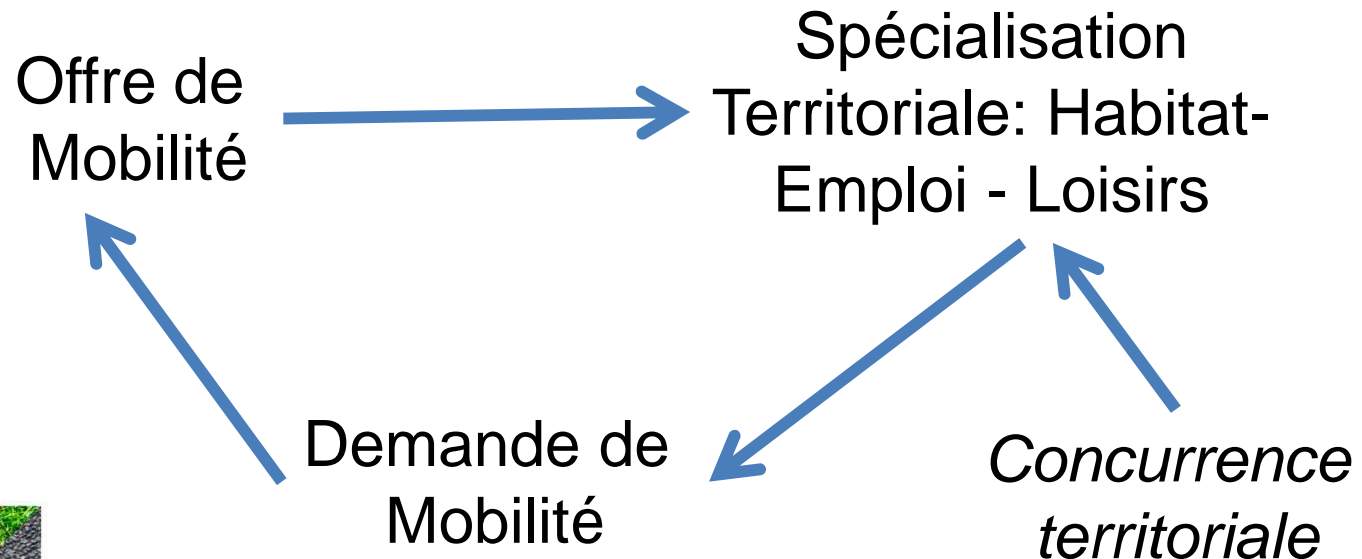 Offre de
Mobilité
Spécialisation
Territoriale: Habitat-
Emploi - Loisirs
Demande de
Mobilité
Concurrence
territoriale